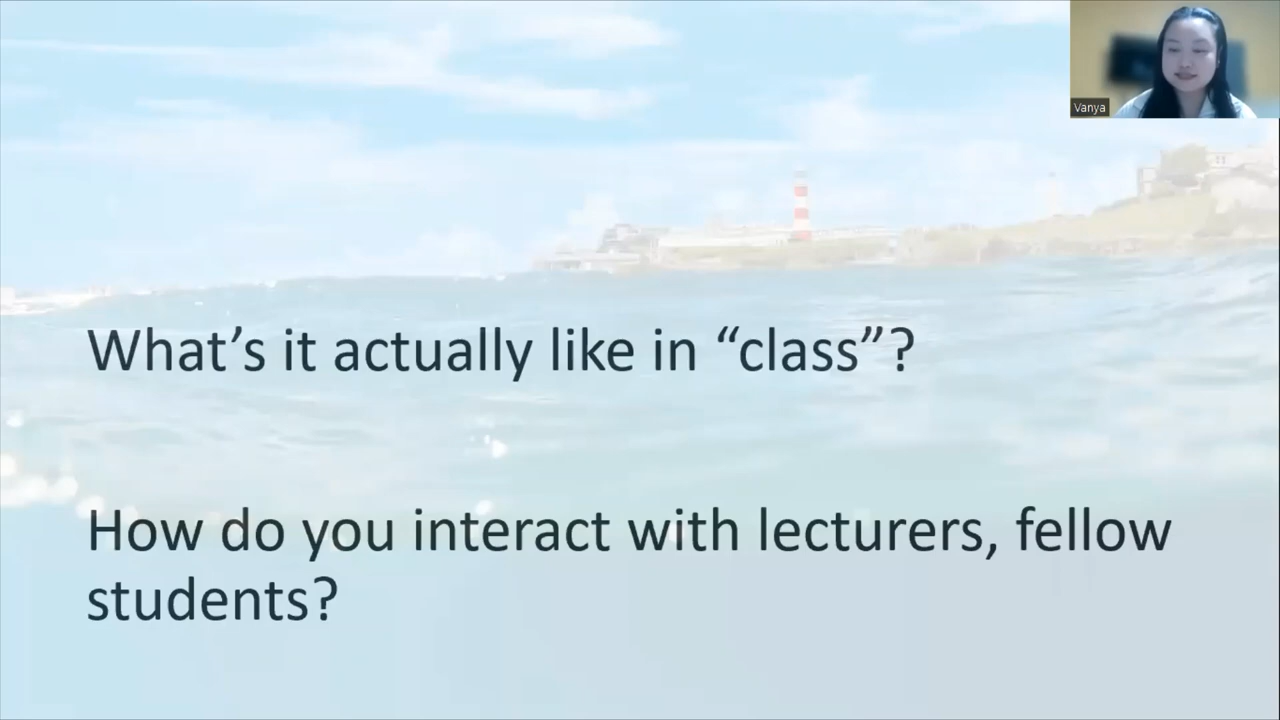 Vanya
What’s it actually like in “class”?
How do you interact with lecturers, fellow
students?